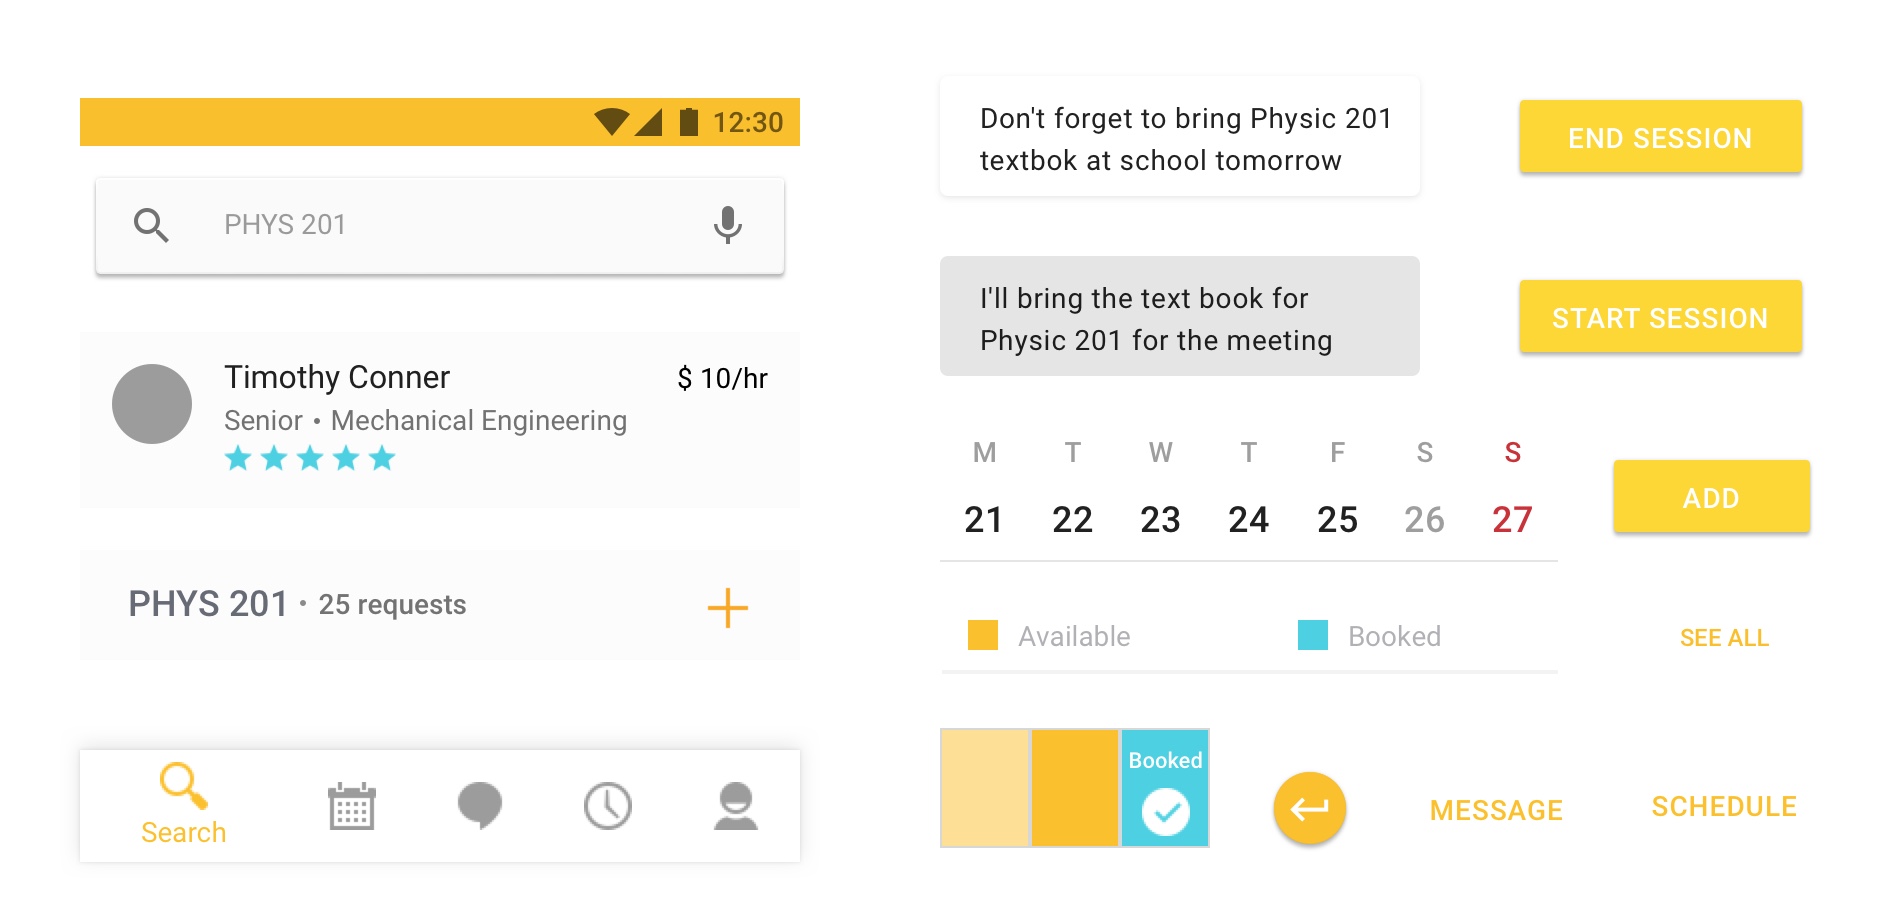 12:30
PHYS 201
Timothy Conner
$ 10/hr
Senior • Mechanical Engineering
PHYS 201 • 25 requests
Search
Don't forget to bring Physic 201
textbok at school tomorrow
END SESSION
I'll bring the text book for
Physic 201 for the meeting
START SESSION
M T W T F S S
21 22 23 24 25 26 27
ADD
Available
Booked
SEE ALL
Booked
MESSAGE
SCHEDULE